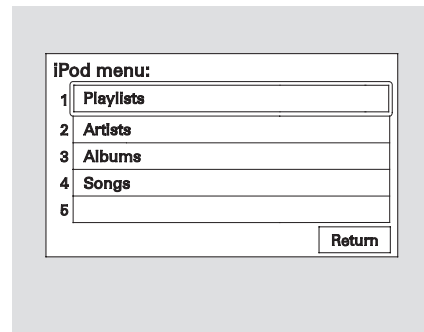 iPod menu:
1 Playlists
2 Artists
3 Albums
4 Songs
5
Return